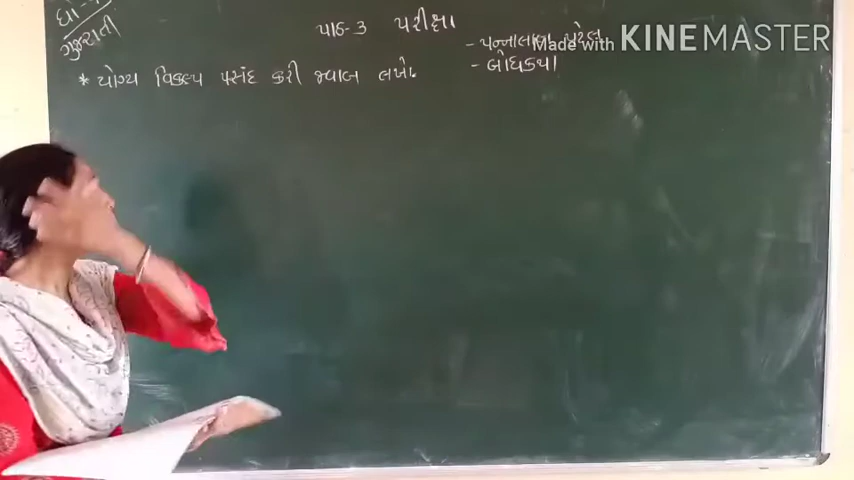 ગુજરાતી
પાઠ-3 પરીક્ષા
- પન્નાલાલ પટેલ
- બોધકથા
* યોગ્ય વિકલ્પ પસંદ કરી જવાબ લખો.
Made with KINEMASTER